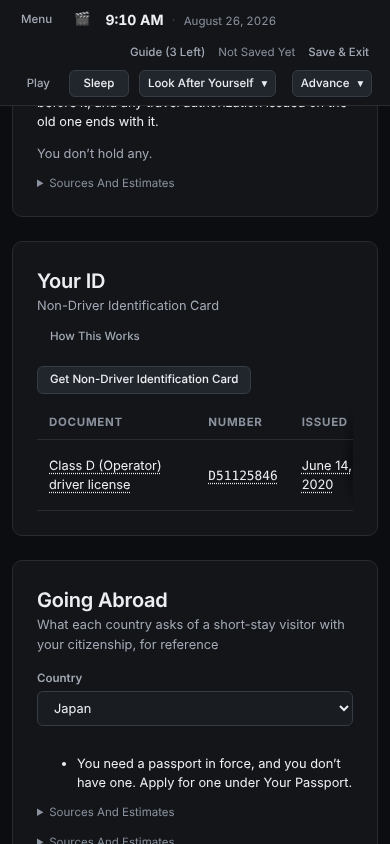 Menu 🎬 9:10 AM · August 26, 2026
Guide (3 Left) Not Saved Yet Save & Exit
Play Sleep Look After Yourself ▾ Advance ▾
old one ends with it.
You don't hold any.
▶ Sources And Estimates
Your ID
Non-Driver Identification Card
How This Works
Get Non-Driver Identification Card
DOCUMENT NUMBER ISSUED
Class D (Operator) driver license D51125846 June 14, 2020
Going Abroad
What each country asks of a short-stay visitor with
your citizenship, for reference
Country
Japan
• You need a passport in force, and you don't
have one. Apply for one under Your Passport.
▶ Sources And Estimates
▶ Sources And Estimates